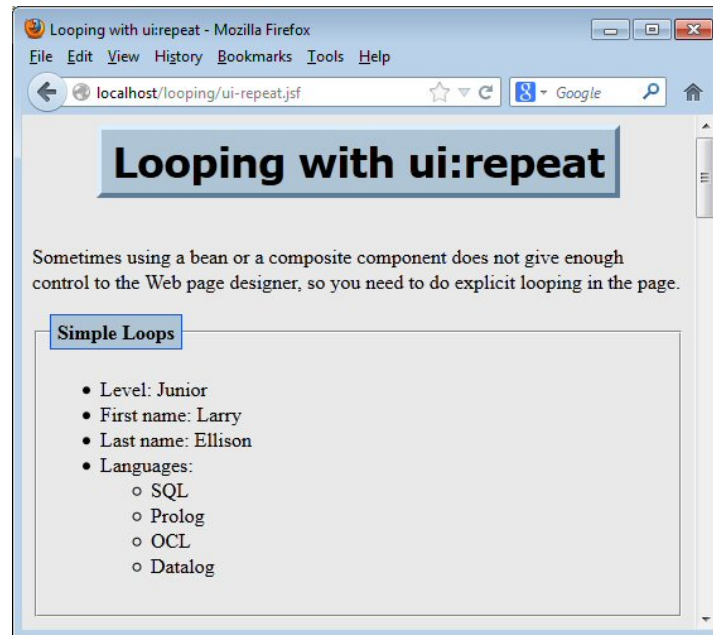 Looping with ui:repeat - Mozilla Firefox
File Edit View History Bookmarks Tools Help
localhost/looping/ui-repeat.jsf
Google
Looping with ui:repeat
Sometimes using a bean or a composite component does not give enough
control to the Web page designer, so you need to do explicit looping in the page.
Simple Loops
Level: Junior
First name: Larry
Last name: Ellison
Languages:
SQL
Prolog
OCL
Datalog